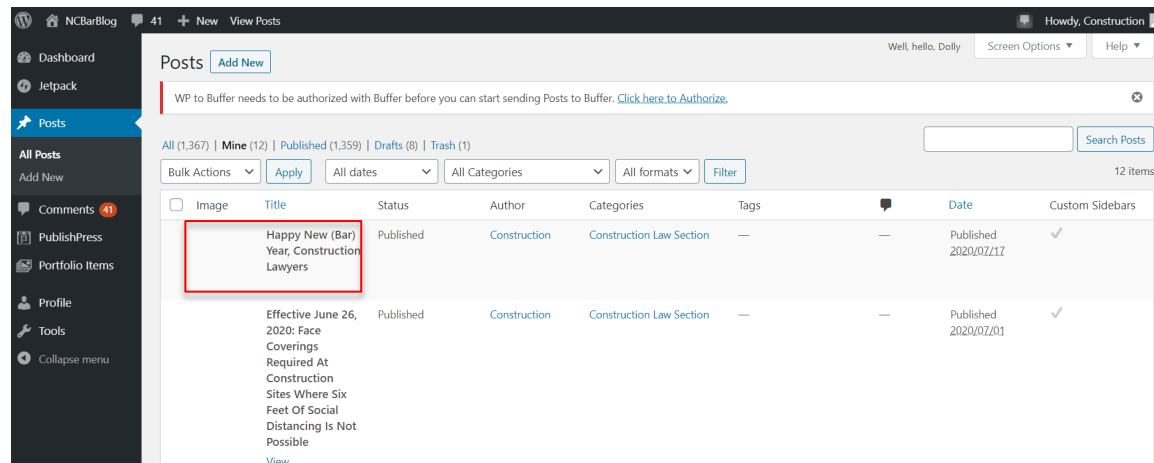 NCBarBlog 41 + New View Posts Howdy, Construction
Dashboard
Jetpack
Posts
All Posts
Add New
Comments 41
PublishPress
Portfolio Items
Profile
Tools
Collapse menu
Well, hello, Dolly Screen Options ▼ Help ▼
Posts Add New
WP to Buffer needs to be authorized with Buffer before you can start sending Posts to Buffer. Click here to Authorize.
All (1,367) | Mine (12) | Published (1,359) | Drafts (8) | Trash (1)
Search Posts
Bulk Actions Apply All dates All Categories All formats Filter 12 items
Image Title Status Author Categories Tags Date Custom Sidebars
Happy New (Bar) Published Construction Construction Law Section — — Published
Year, Construction 2020/07/17
Lawyers
Effective June 26, Published Construction Construction Law Section — — Published
2020: Face 2020/07/01
Coverings
Required At
Construction
Sites Where Six
Feet Of Social
Distancing Is Not
Possible
View